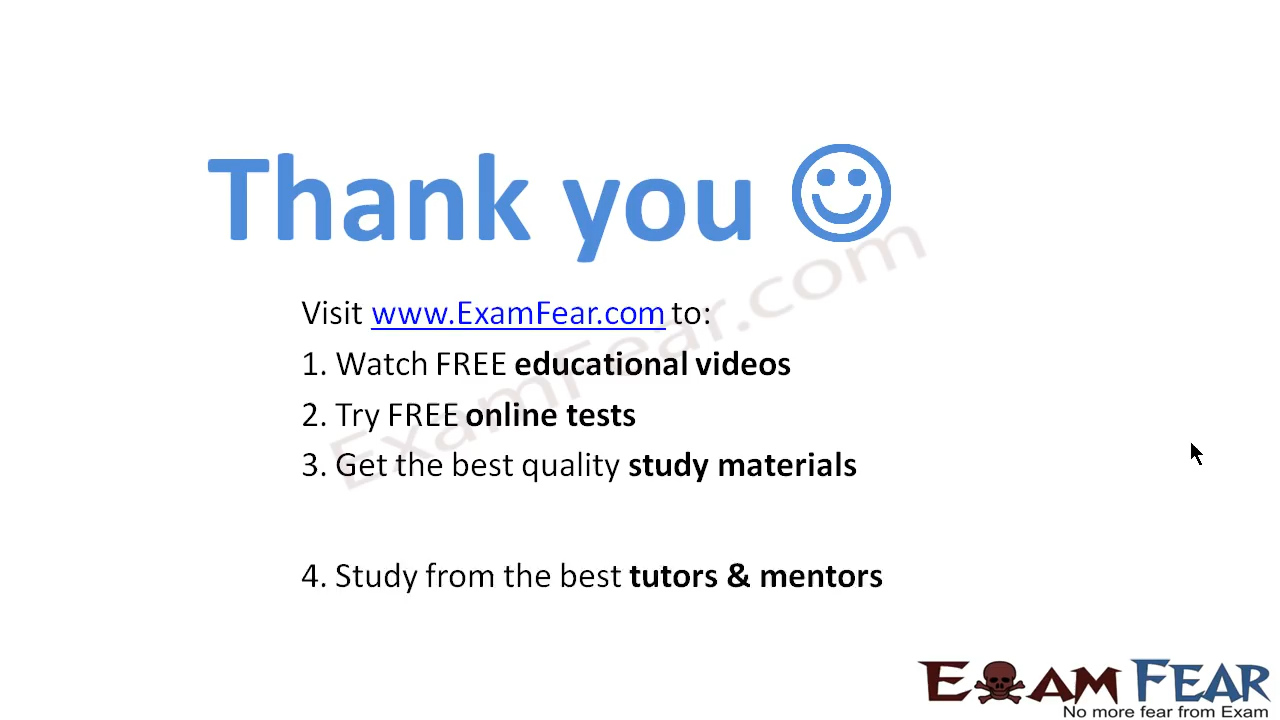 Thank you
Visit www.ExamFear.com to:
1. Watch FREE educational videos
2. Try FREE online tests
3. Get the best quality study materials
4. Study from the best tutors & mentors
ExamFear.com
EXAM FEAR
No more fear from Exam